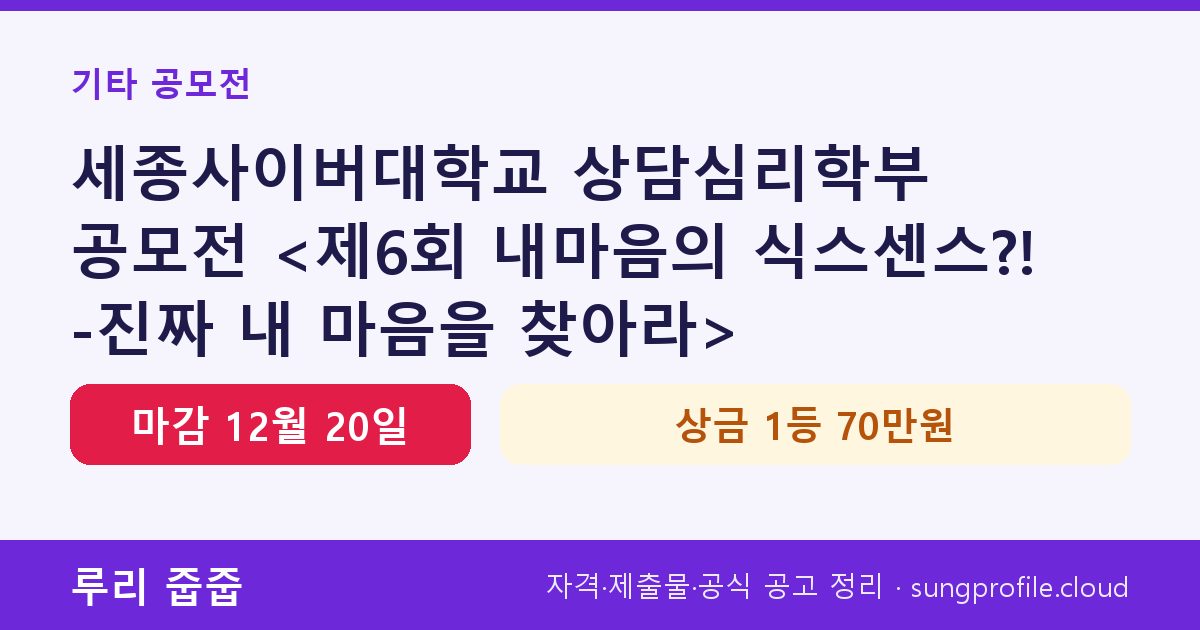 기타 공모전
세종사이버대학교 상담심리학부
공모전 <제6회 내마음의 식스센스?!
-진짜 내 마음을 찾아라>
마감 12월 20일
상금 1등 70만원
루리 줍줍
자격·제출물·공식 공고 정리 · sungprofile.cloud